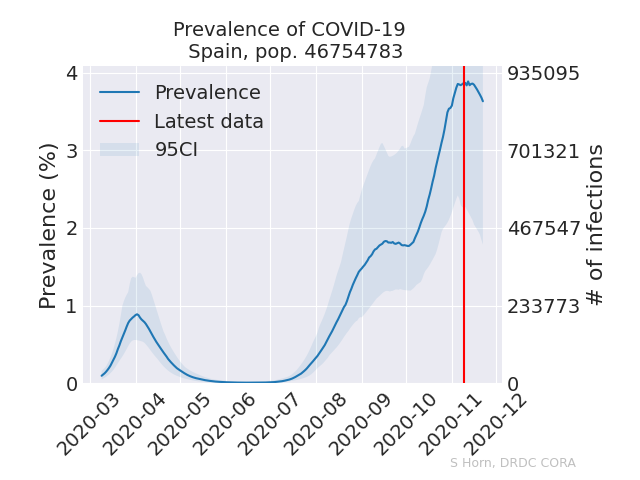 Prevalence of COVID-19
Spain, pop. 46754783
Prevalence
Latest data
95CI
Prevalence (%)
4
3
2
1
0
935095
701321
467547
233773
0
# of infections
2020-03
2020-04
2020-05
2020-06
2020-07
2020-08
2020-09
2020-10
2020-11
2020-12
S Horn, DRDC CORA